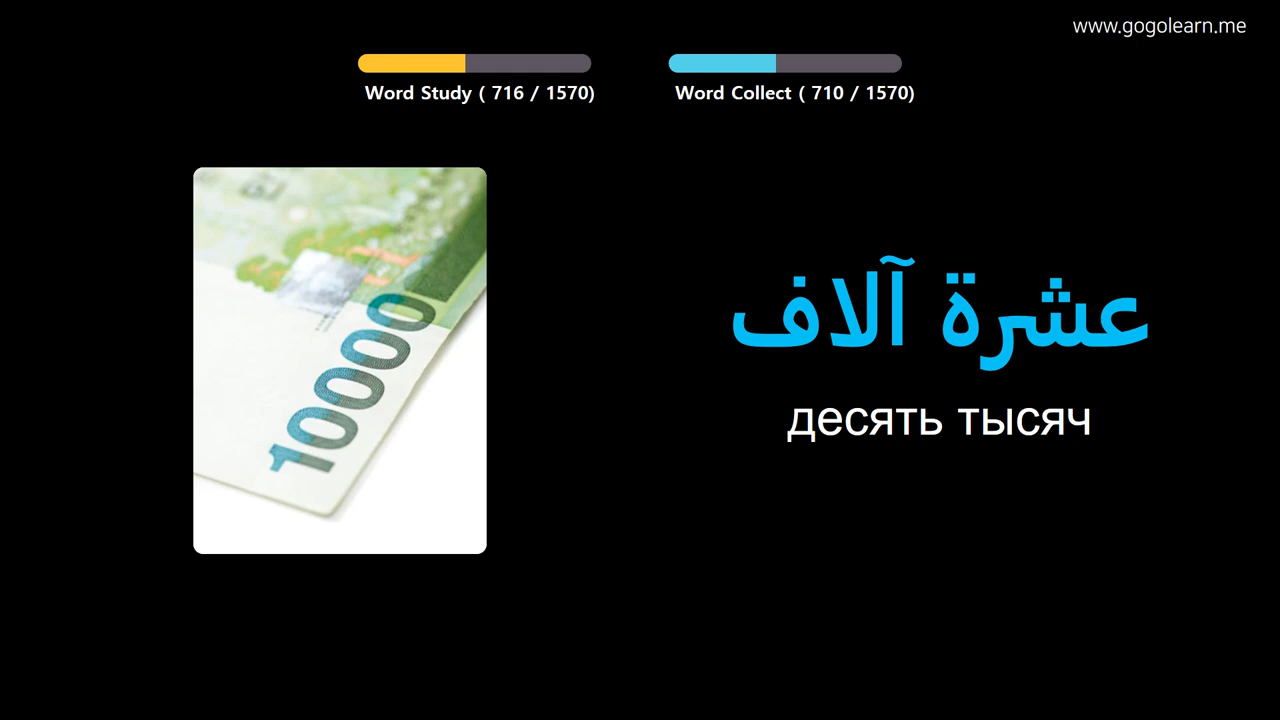 www.gogolearn.me
Word Study ( 716 / 1570)
Word Collect ( 710 / 1570)
10000
عشرة آلاف
десять тысяч